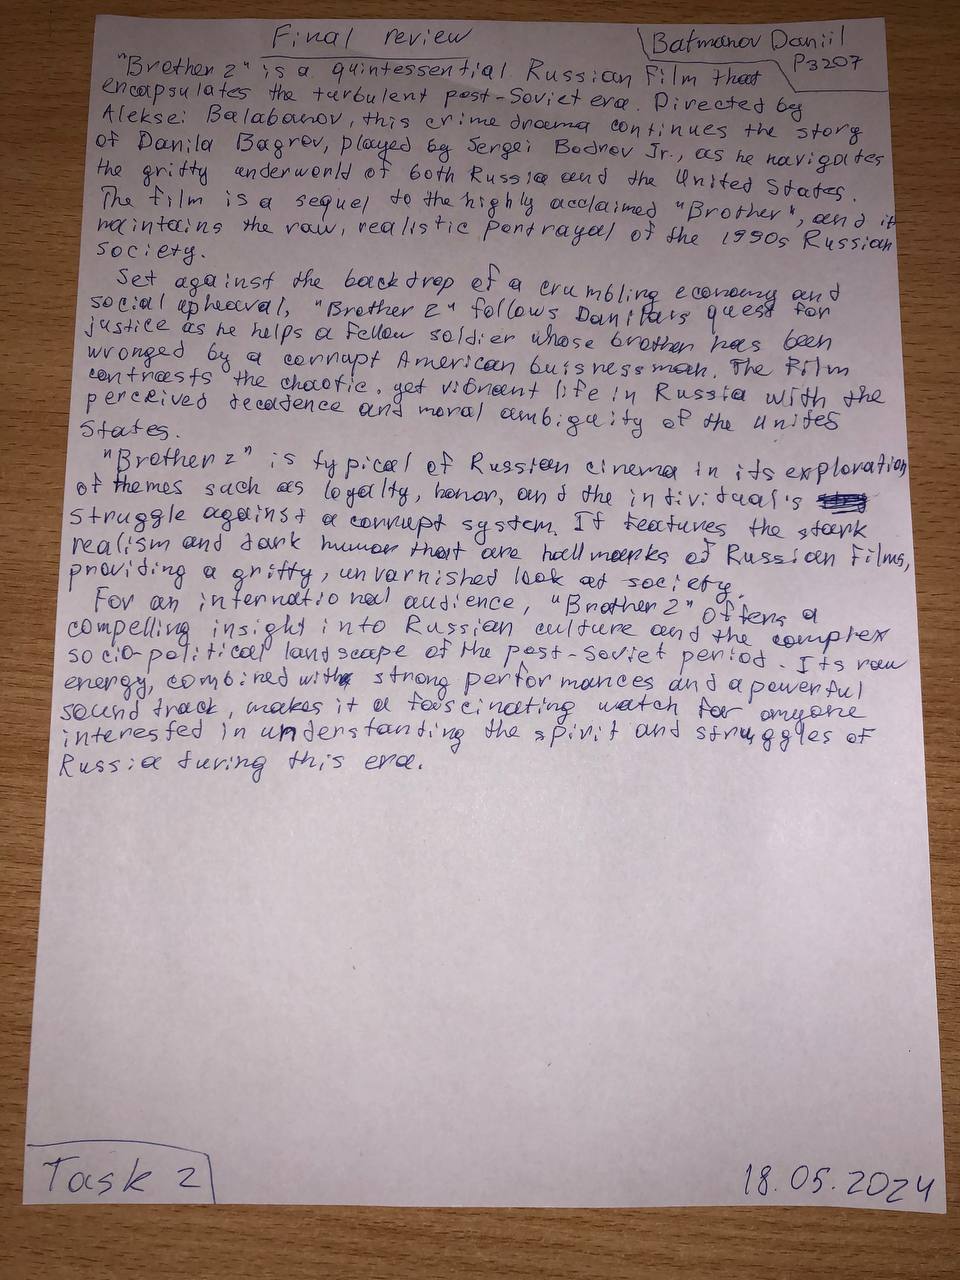 Final review
Batmanov Daniil
P3207
"Brother 2" is a quintessential Russian Film that
encapsulates the turbulent post-Soviet era. Directed by
Aleksei Balabanov, this crime drama continues the story
of Danila Bagrov, played by Sergei Bodrov Jr., as he navigates
the gritty underworld of both Russia and the United States.
The film is a sequel to the highly acclaimed "Brother", and it
maintains the raw, realistic portrayal of the 1990s Russian
society.
Set against the backdrop of a crumbling economy and
social upheaval, "Brother 2" follows Danila's quest for
justice as he helps a fellow soldier whose brother has been
wronged by a corrupt American buisnessman. The Film
contrasts the chaotic, yet vibrant life in Russia with the
perceived decadence and moral ambiguity of the Unites
States.
"Brother 2" is typical of Russian cinema in its exploration
of themes such as loyalty, honor, and the individual's
struggle against a corrupt system. It features the stark
realism and dark humor that are hallmarks of Russian Films,
providing a gritty, unvarnished look at society.
For an international audience, "Brother 2" offers a
compelling insight into Russian culture and the complex
socio-political landscape of the post-Soviet period. Its raw
energy, combined with strong performances and a powerful
soundtrack, makes it a fascinating watch for anyone
interested in understanding the spirit and struggles of
Russia during this era.
Task 2
18.05.2024